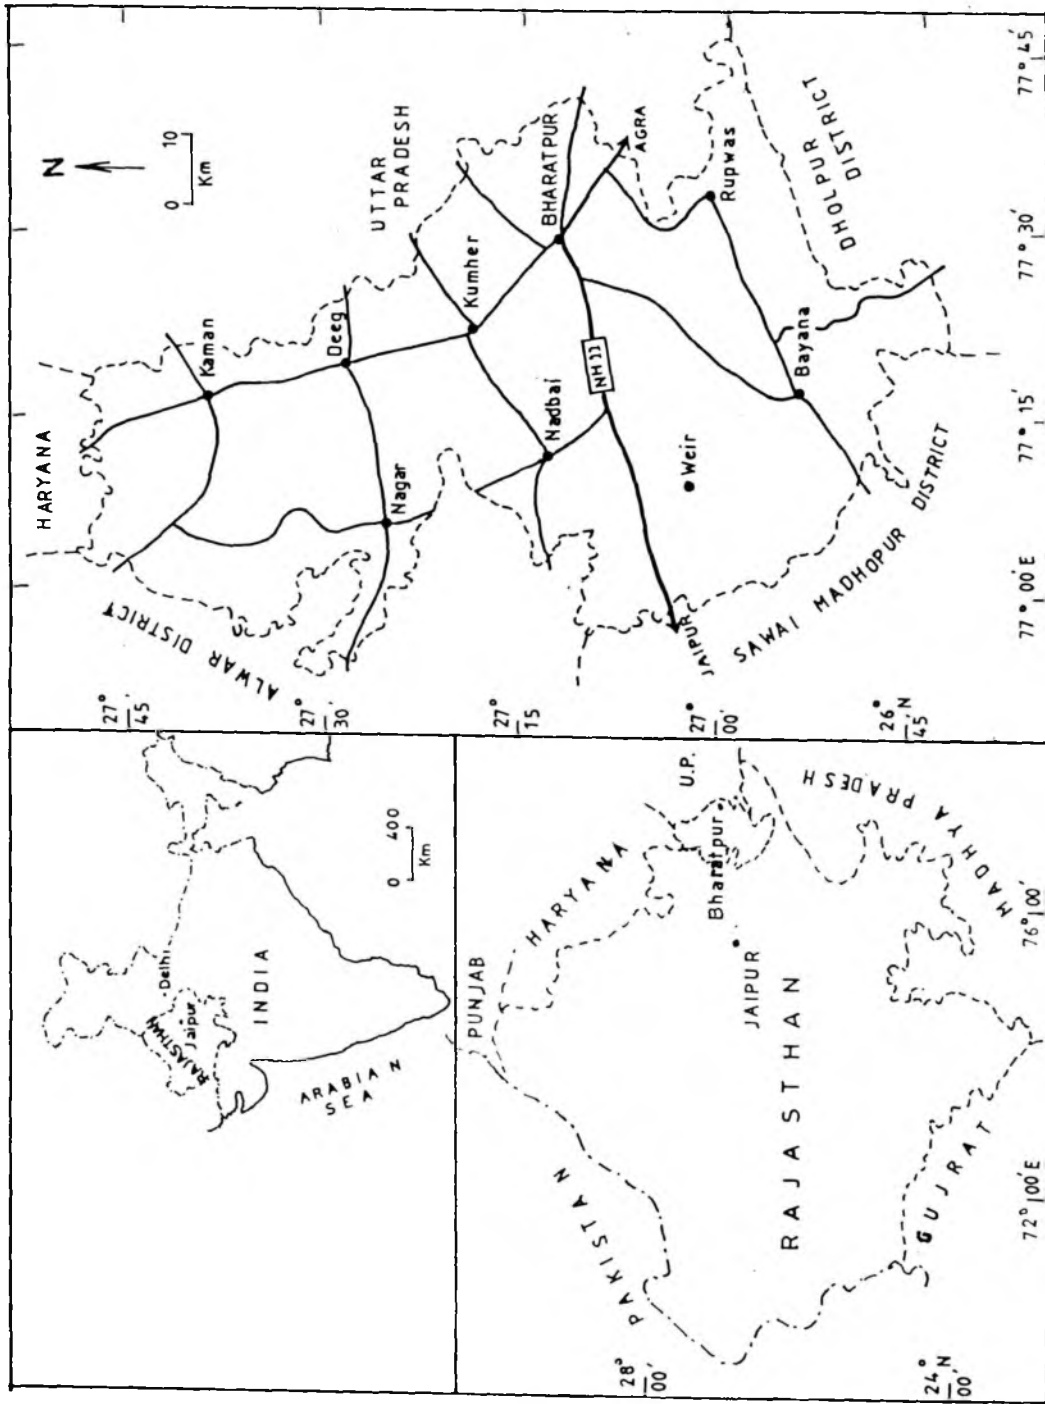 INDIA
RAJASTHAN
Delhi
Jaipur
ARABIAN
SEA
0 400
Km
PUNJAB
HARYANA
U.P.
Bharatpur
JAIPUR
RAJASTHAN
PAKISTAN
GUJRAT
MADHYA PRADESH
28°
00'
24°
00' N
72° 00' E
76° 00'
N
0 10
Km
HARYANA
UTTAR
PRADESH
ALWAR DISTRICT
Kaman
Deeg
Nagar
Kumher
Nadbai
BHARATPUR
AGRA
NH 11
Weir
Rupwas
Bayana
JAIPUR
DHOLPUR
DISTRICT
SAWAI MADHOPUR DISTRICT
27°
45
27°
30
27°
15
27°
00'
26°
45' N
77° 00' E
77° 15'
77° 30'
77° 45'